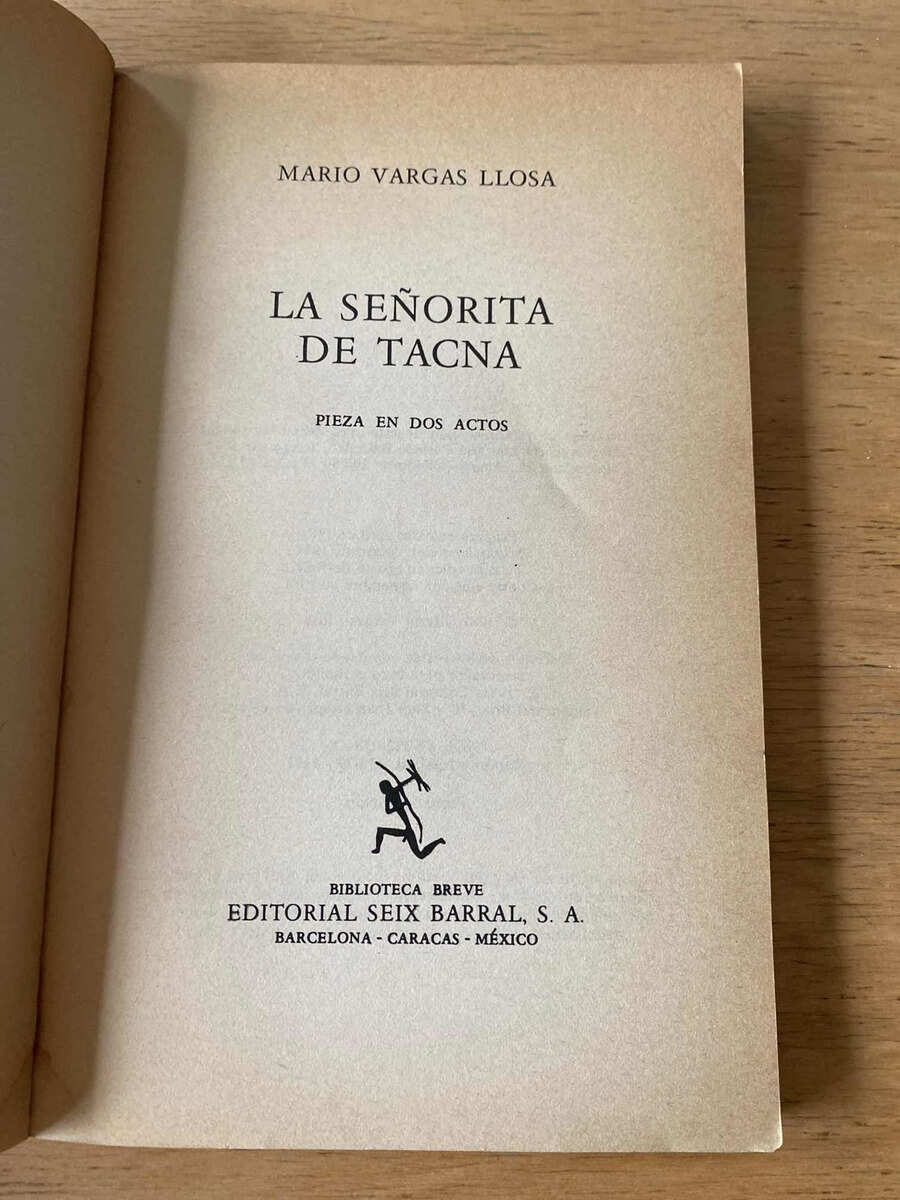 MARIO VARGAS LLOSA
LA SEÑORITA
DE TACNA
PIEZA EN DOS ACTOS
BIBLIOTECA BREVE
EDITORIAL SEIX BARRAL, S. A.
BARCELONA - CARACAS - MÉXICO